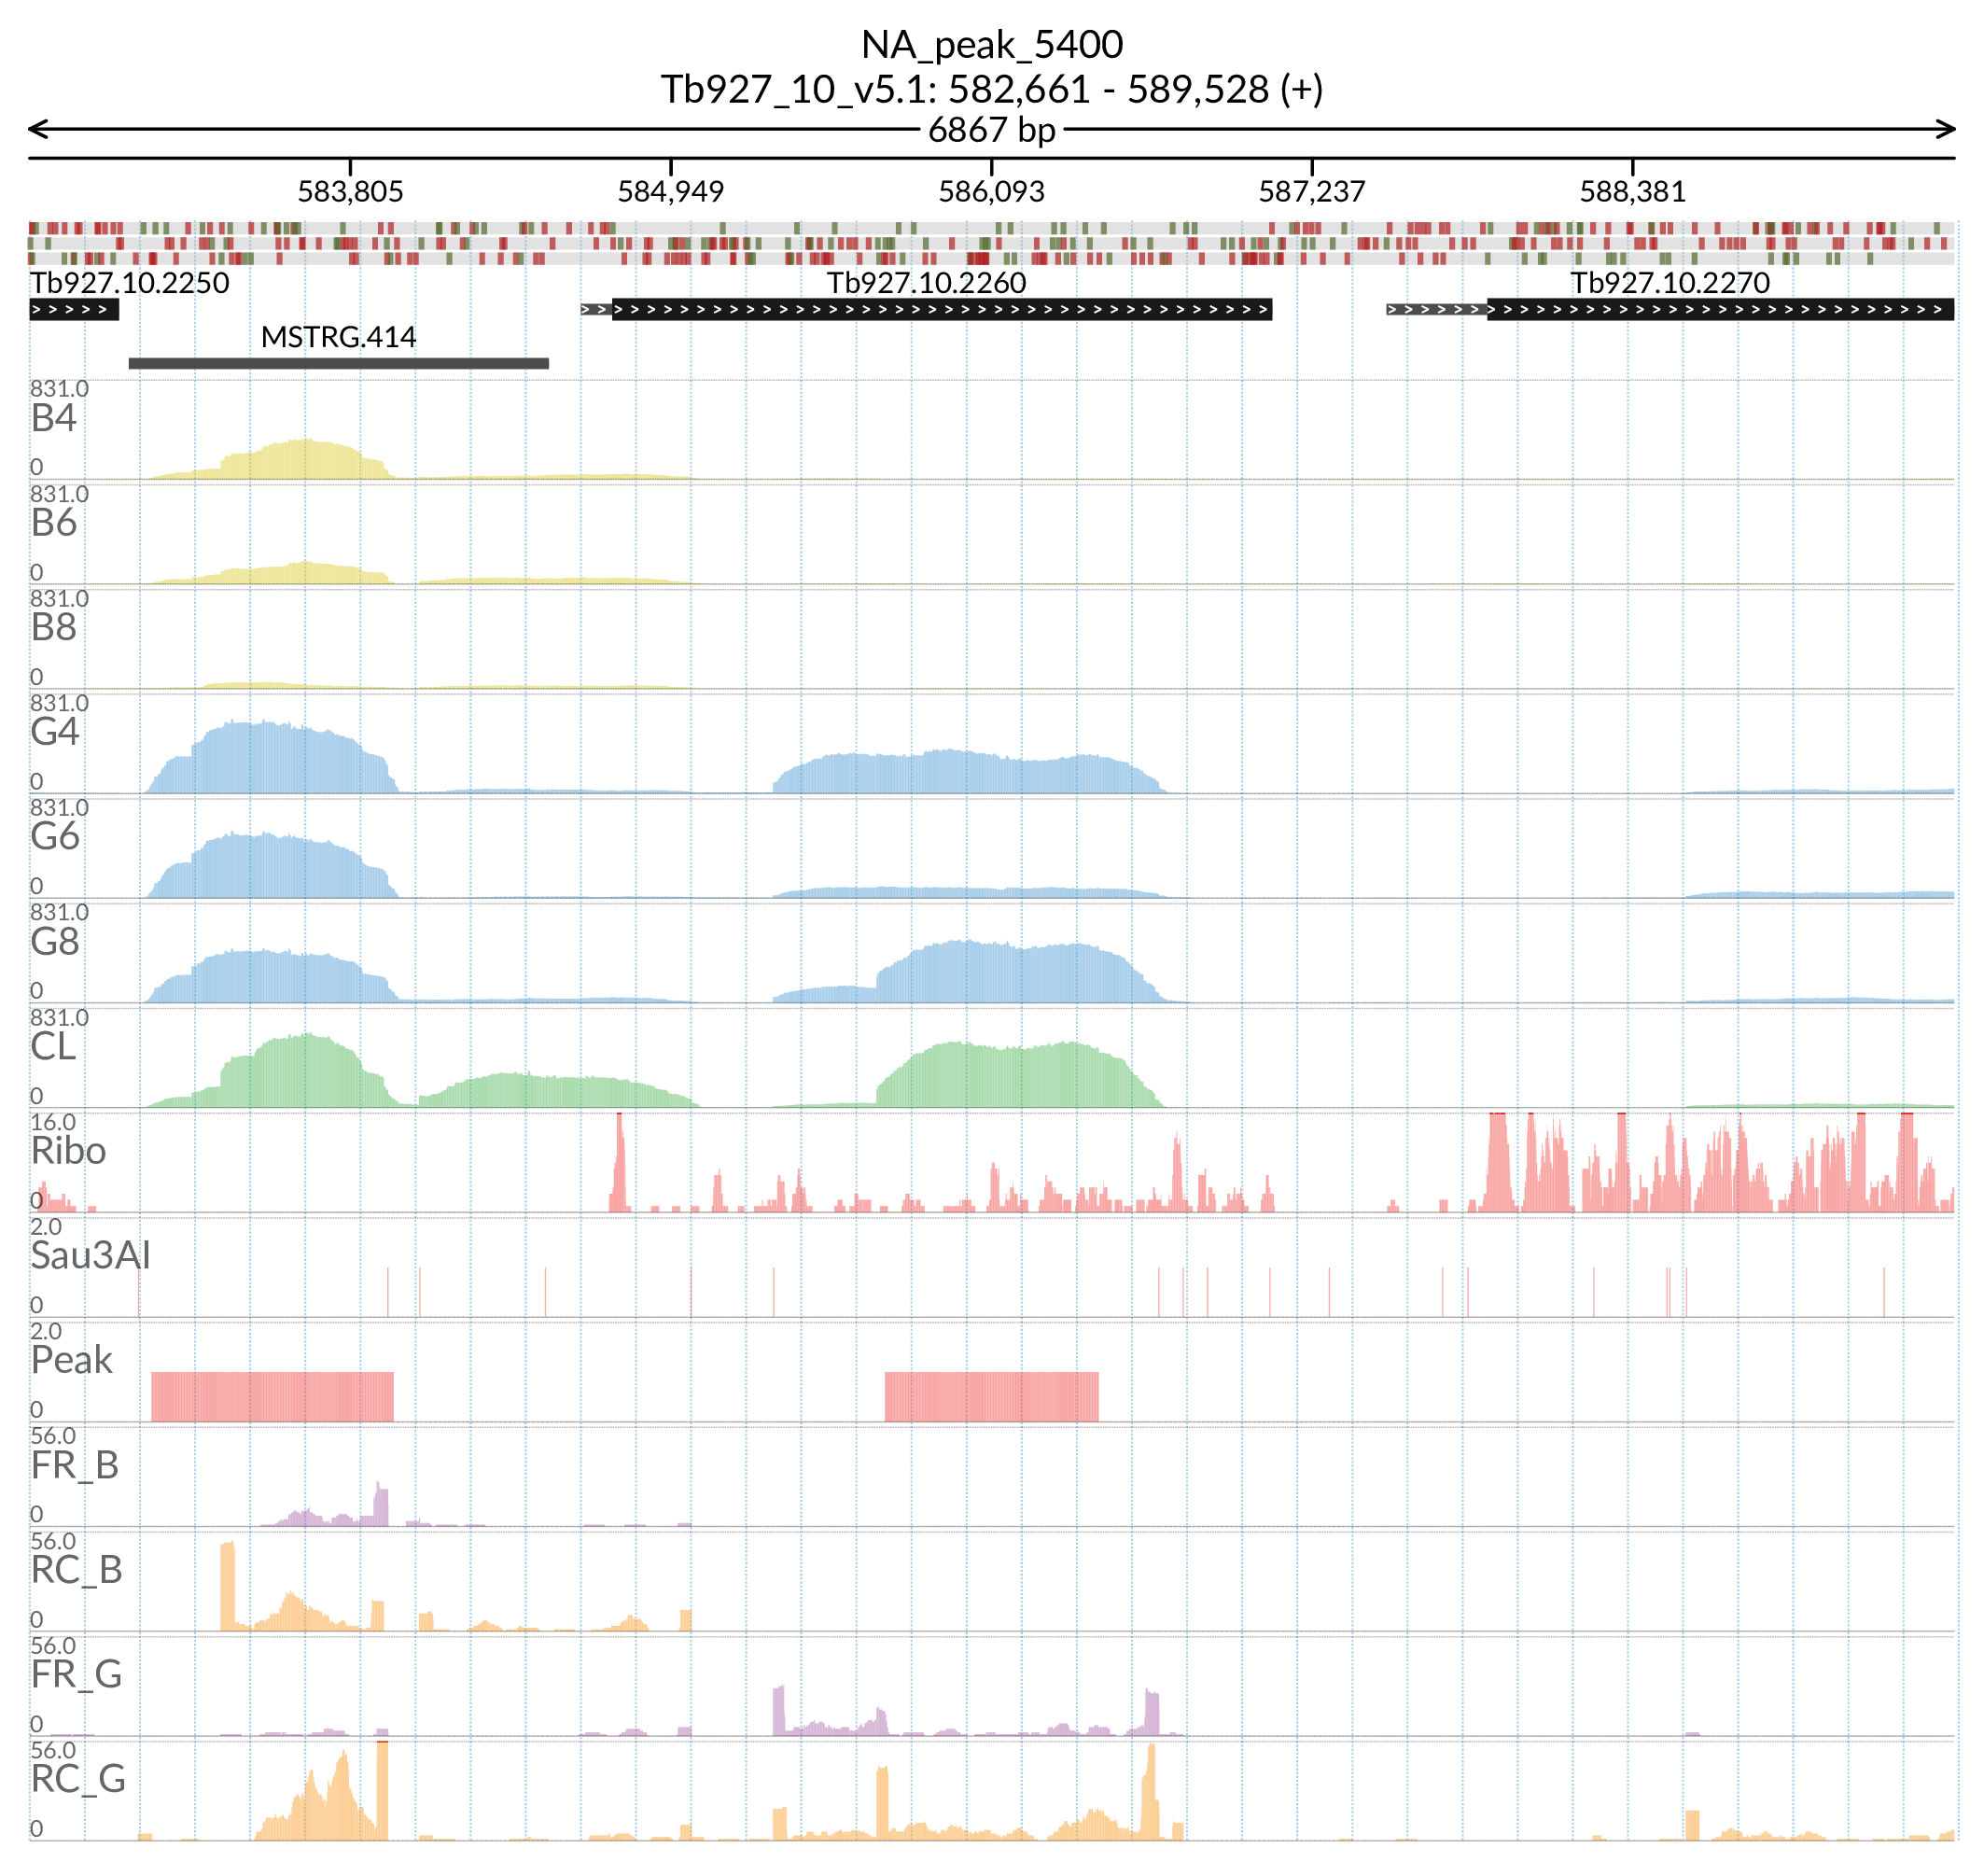 NA_peak_5400
Tb927_10_v5.1: 582,661 - 589,528 (+)
6867 bp
583,805 584,949 586,093 587,237 588,381
Tb927.10.2250 Tb927.10.2260 Tb927.10.2270
MSTRG.414
831.0
B4
0
831.0
B6
0
831.0
B8
0
831.0
G4
0
831.0
G6
0
831.0
G8
0
831.0
CL
0
16.0
Ribo
0
2.0
Sau3AI
0
2.0
Peak
0
56.0
FR_B
0
56.0
RC_B
0
56.0
FR_G
0
56.0
RC_G
0